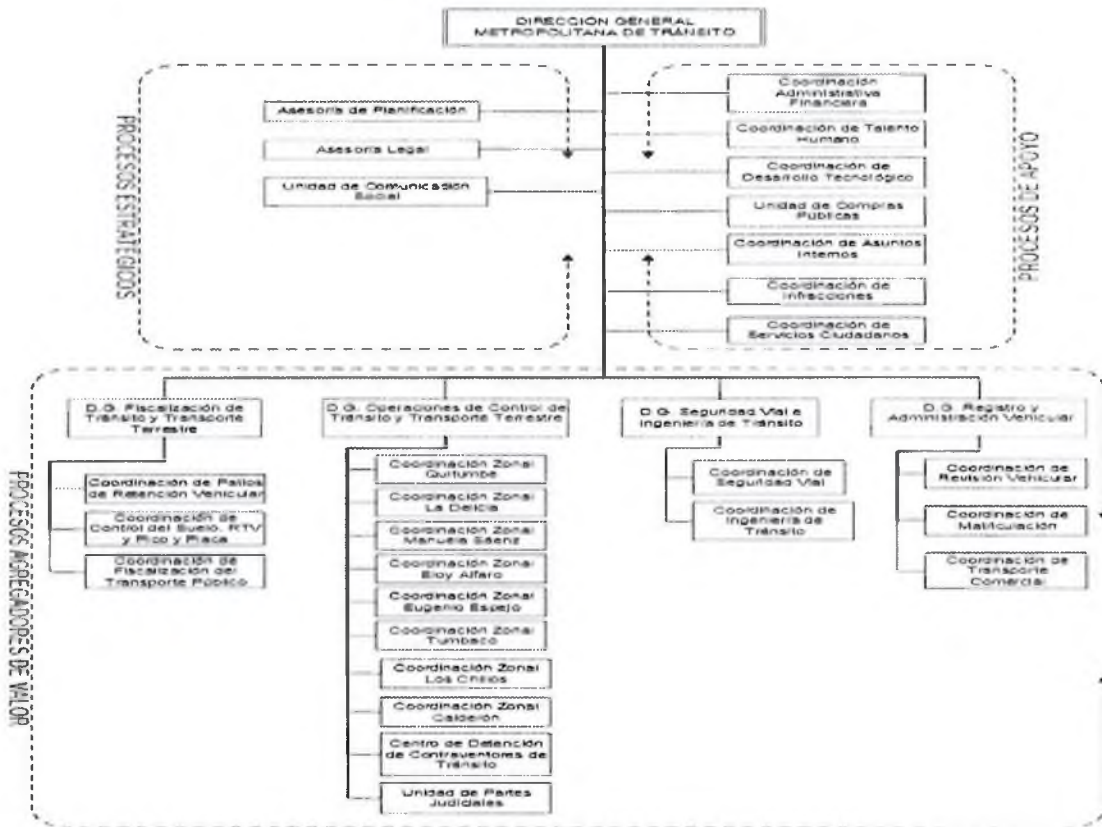 DIRECCIÓN GENERAL
METROPOLITANA DE TRÁNSITO
PROCESOS ESTRATEGICOS
Asesoría de Planificación
Asesoría Legal
Unidad de Comunicación
Social
Coordinación
Administrativa
Financiera
Coordinación de Talento
Humano
Coordinación de
Desarrollo Tecnológico
Unidad de Compras
Públicas
Coordinación de Asuntos
Internos
Coordinación de
Infracciones
Coordinación de
Servicios Ciudadanos
PROCESOS DE APOYO
PROCESOS AGREGADORES DE VALOR
D.G. Fiscalización de
Tránsito y Transporte
Terrestre
Coordinación de Patios
de Retención Vehicular
Coordinación de
Control del Suelo, RTV
y Pico y Placa
Coordinación de
Fiscalización del
Transporte Público
D.G. Operaciones de Control de
Tránsito y Transporte Terrestre
Coordinación Zonal
Quitumbe
Coordinación Zonal
La Delicia
Coordinación Zonal
Manuela Sáenz
Coordinación Zonal
Eloy Alfaro
Coordinación Zonal
Eugenio Espejo
Coordinación Zonal
Tumbaco
Coordinación Zonal
Los Chillos
Coordinación Zonal
Calderón
Centro de Detención
de Contraventores de
Tránsito
Unidad de Partes
Judiciales
D.G. Seguridad Vial e
Ingeniería de Tránsito
Coordinación de
Seguridad Vial
Coordinación de
Ingeniería de
Tránsito
D.G. Registro y
Administración Vehicular
Coordinación de
Revisión Vehicular
Coordinación de
Matriculación
Coordinación de
Transporte
Comercial